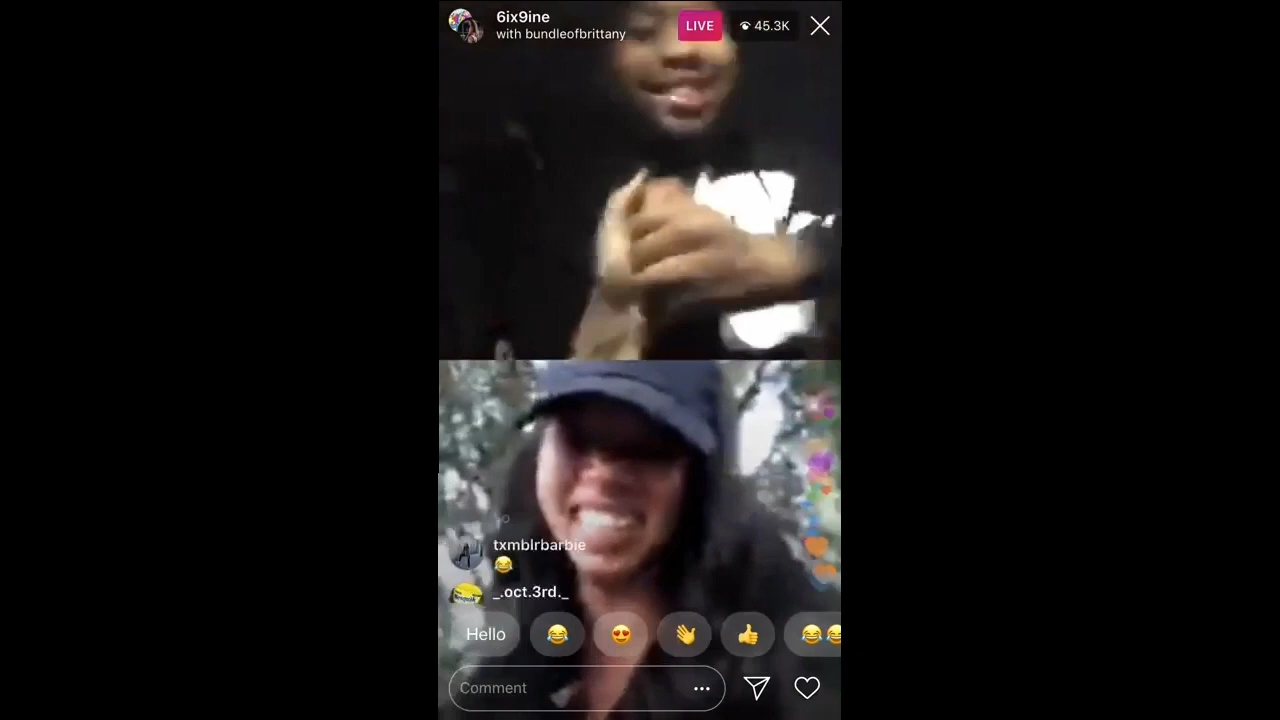 6ix9ine
with bundleofbrittany
LIVE
45.3K
txmblrbarbie
😂
_.oct.3rd._
Hello 😂 😍 👋 👍 😂😂
Comment